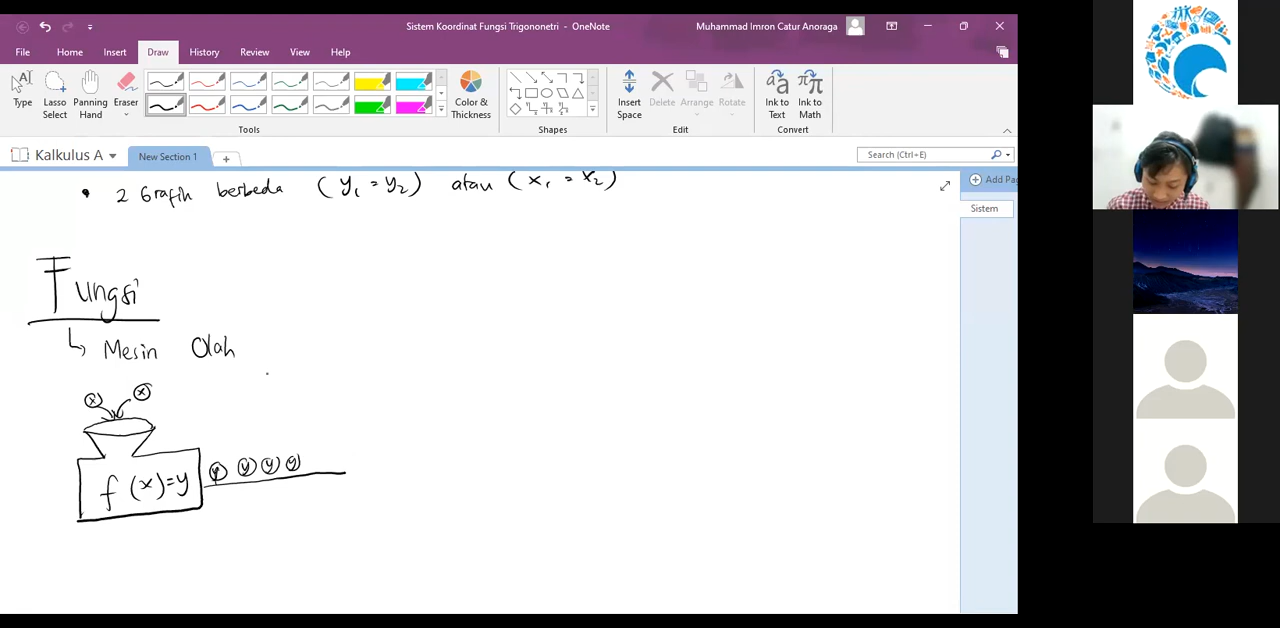 Sistem Koordinat Fungsi Trigononetri - OneNote
Muhammad Imron Catur Anoraga
File Home Insert Draw History Review View Help
Type
Lasso Select
Panning Hand
Eraser
Color & Thickness
Insert Space
Delete
Arrange
Rotate
Ink to Text
Ink to Math
Tools
Shapes
Edit
Convert
Kalkulus A
New Section 1
Search (Ctrl+E)
Add Pag
Sistem
• 2 Grafik berbeda (y₁ = y₂) atau (x₁ = x₂)
Fungsi
↳ Mesin Olah
x x
f (x) = y
y y y y